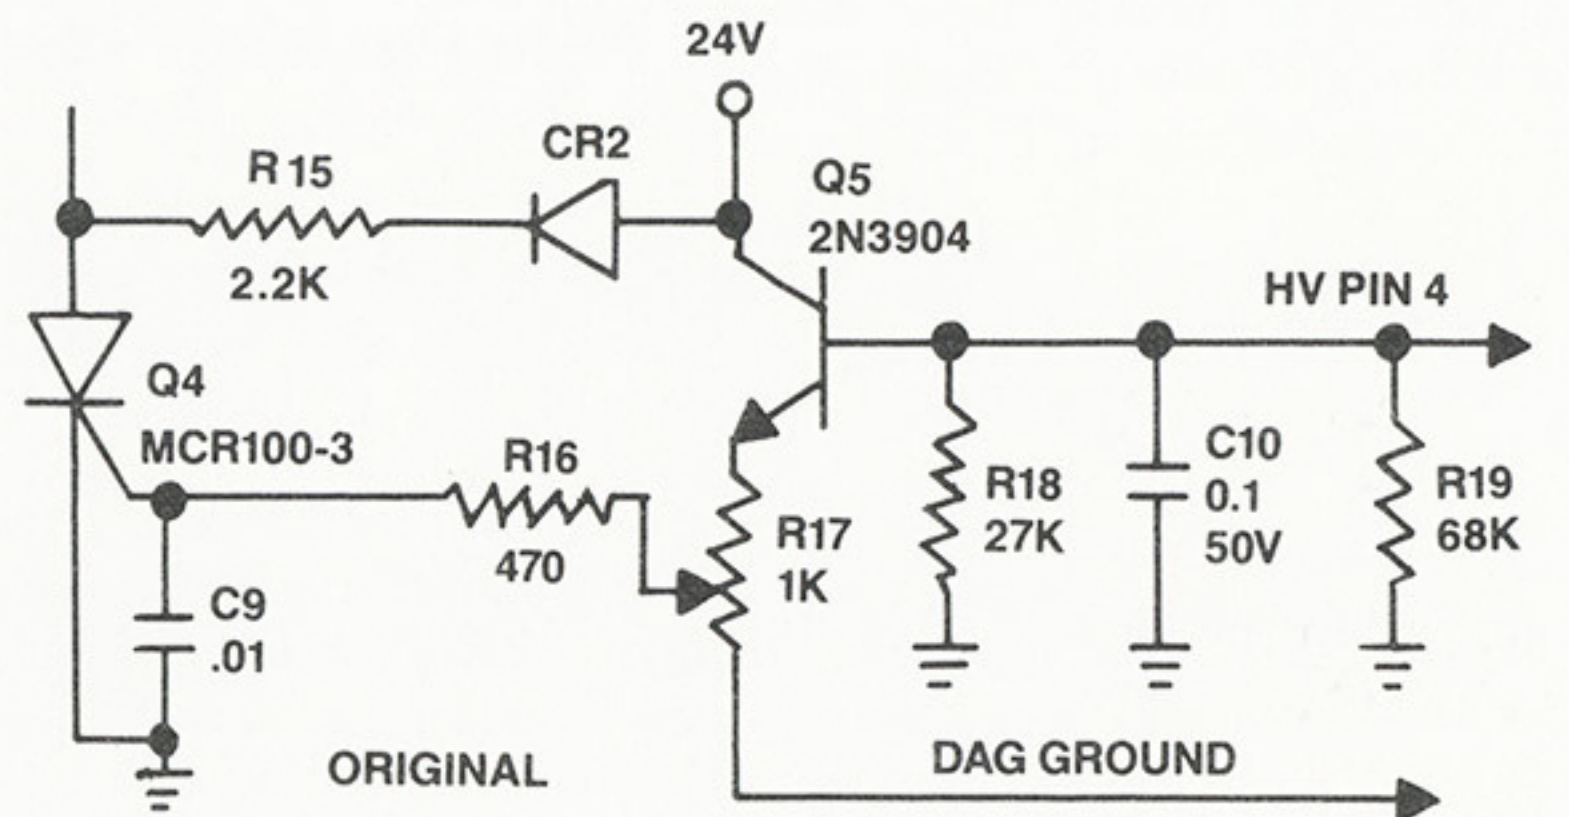 24V
CR2
R 15
2.2K
Q5
2N3904
HV PIN 4
Q4
MCR100-3
R16
470
R17
1K
R18
27K
C10
0.1
50V
R19
68K
C9
.01
ORIGINAL
DAG GROUND